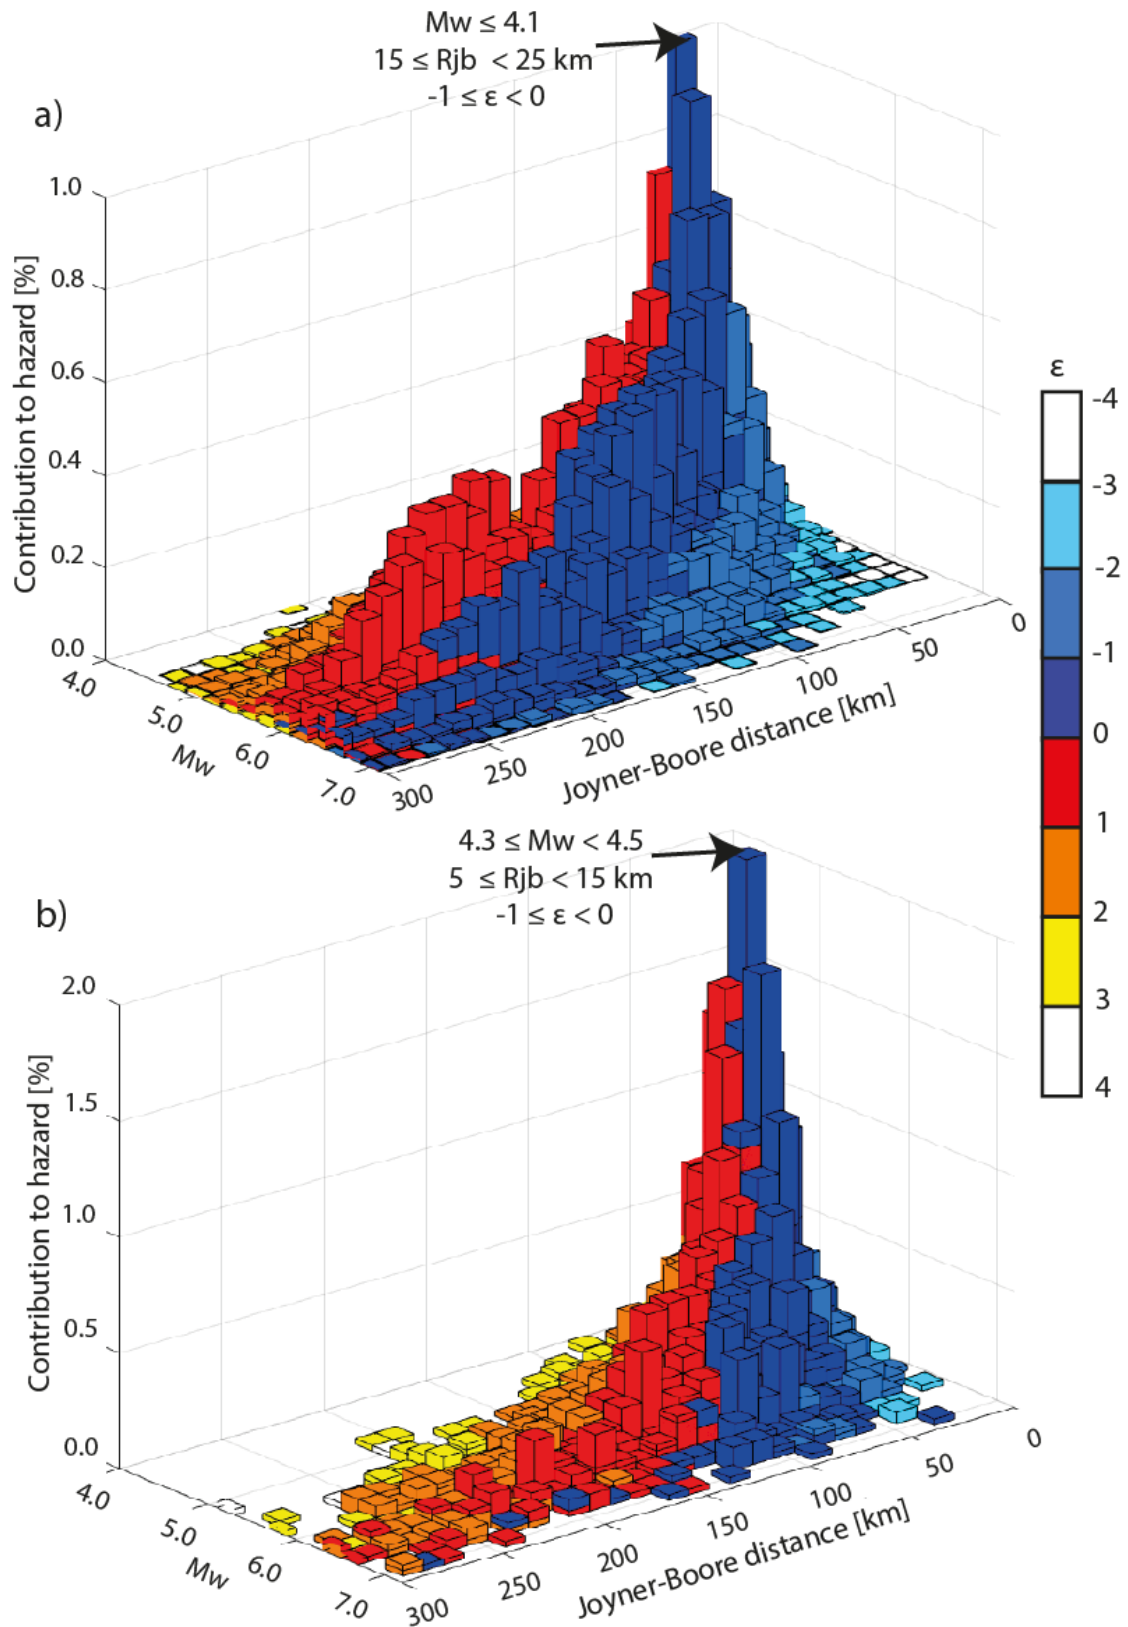 Mw ≤ 4.1
15 ≤ Rjb < 25 km
-1 ≤ ε < 0
a)
Contribution to hazard [%]
1.0
0.8
0.6
0.4
0.2
0.0
4.0
5.0
6.0
7.0
Mw
300
250
200
150
100
50
0
Joyner-Boore distance [km]
ε
-4
-3
-2
-1
0
1
2
3
4
4.3 ≤ Mw < 4.5
5 ≤ Rjb < 15 km
-1 ≤ ε < 0
b)
Contribution to hazard [%]
2.0
1.5
1.0
0.5
0.0
4.0
5.0
6.0
7.0
Mw
300
250
200
150
100
50
0
Joyner-Boore distance [km]